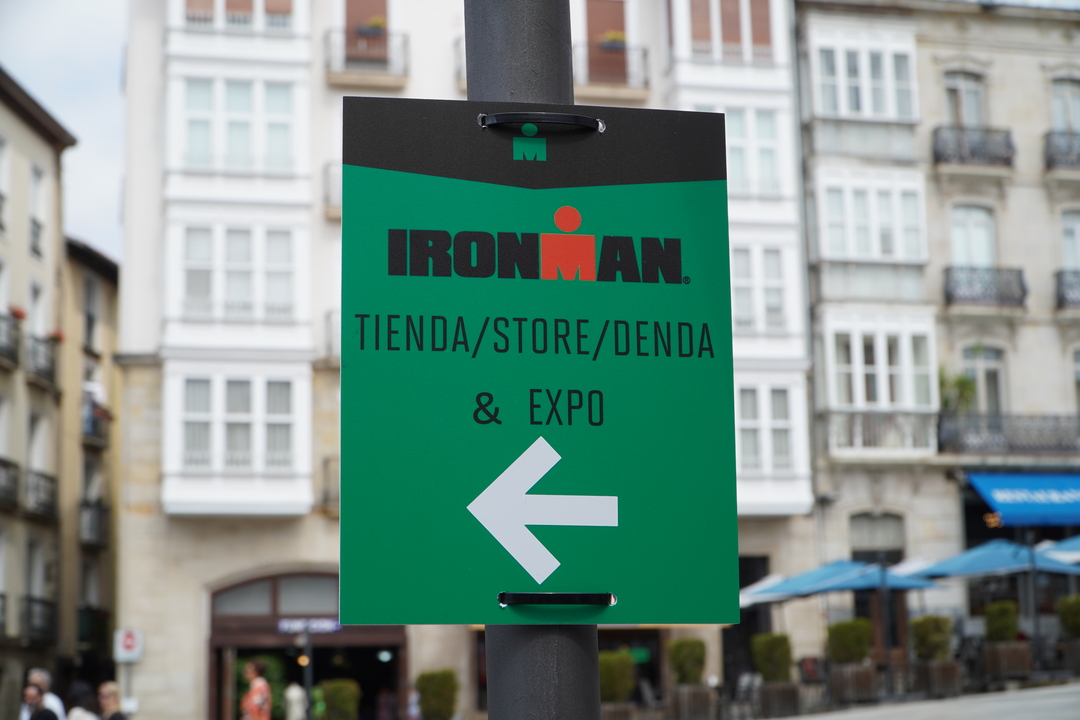 IRONMAN®
TIENDA/STORE/DENDA
& EXPO